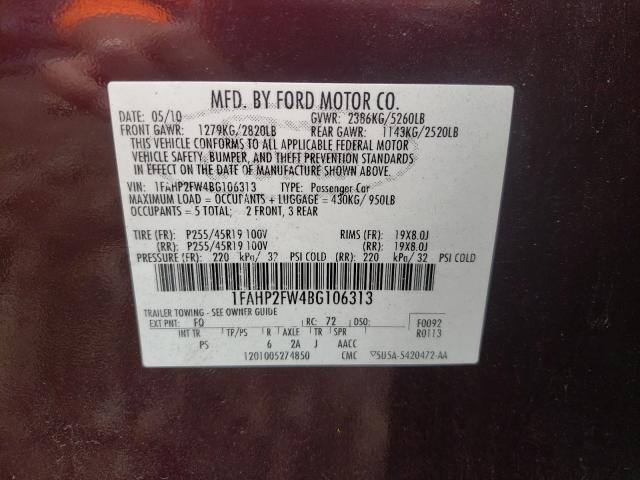 MFD. BY FORD MOTOR CO.
DATE: 05/10 GVWR: 2386KG/5260LB
FRONT GAWR: 1279KG/2820LB REAR GAWR: 1143KG/2520LB
THIS VEHICLE CONFORMS TO ALL APPLICABLE FEDERAL MOTOR
VEHICLE SAFETY, BUMPER, AND THEFT PREVENTION STANDARDS
IN EFFECT ON THE DATE OF MANUFACTURE SHOWN ABOVE.
VIN: 1FAHP2FW4BG106313 TYPE: Passenger Car
MAXIMUM LOAD = OCCUPANTS + LUGGAGE = 430KG/950LB
OCCUPANTS = 5 TOTAL; 2 FRONT, 3 REAR
TIRE (FR): P255/45R19 100V RIMS (FR): 19X8.0J
(RR): P255/45R19 100V (RR): 19X8.0J
PRESSURE (FR): 220 kPa/ 32 PSI COLD (RR): 220 kPa/ 32 PSI COLD
1FAHP2FW4BG106313
TRAILER TOWING - SEE OWNER GUIDE
EXT PNT: FQ RC: 72 DSO: F0092
INT TR TP/PS R AXLE TR SPR R0113
PS 6 2A J AACC
1201005274850 CMC 5U5A-5420472-AA